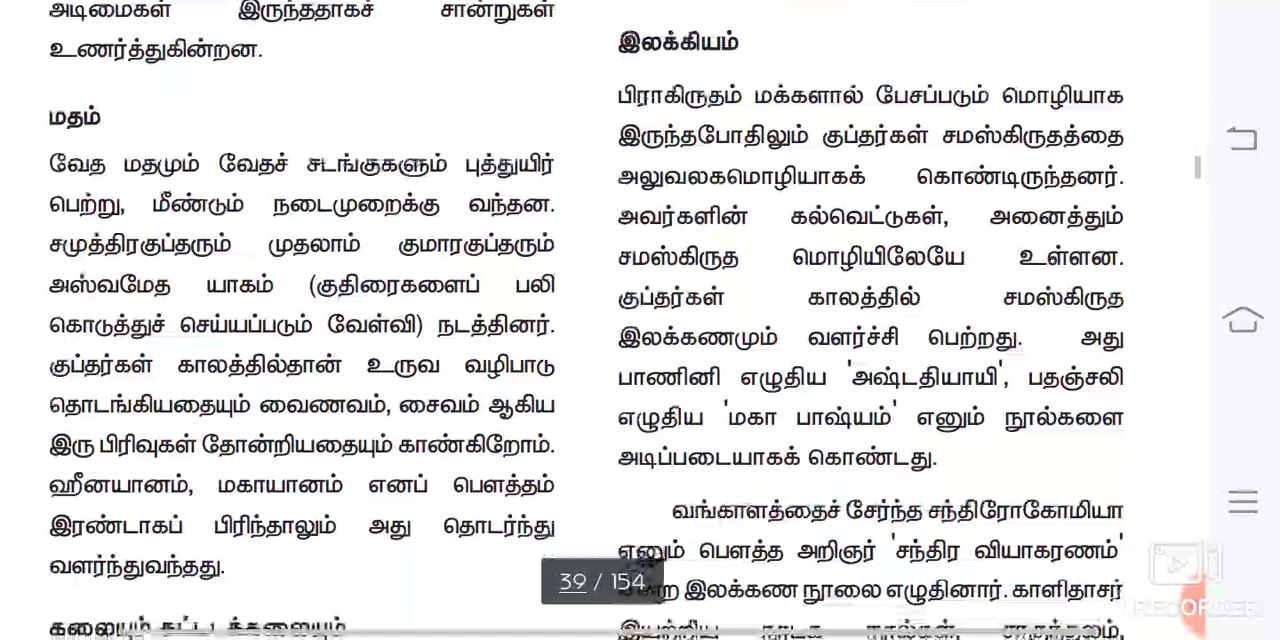 அடிமைகள் இருந்ததாகச் சான்றுகள்
உணர்த்துகின்றன.
மதம்
வேத மதமும் வேதச் சடங்குகளும் புத்துயிர்
பெற்று, மீண்டும் நடைமுறைக்கு வந்தன.
சமுத்திரகுப்தரும் முதலாம் குமாரகுப்தரும்
அஸ்வமேத யாகம் (குதிரைகளைப் பலி
கொடுத்துச் செய்யப்படும் வேள்வி) நடத்தினர்.
குப்தர்கள் காலத்தில்தான் உருவ வழிபாடு
தொடங்கியதையும் வைணவம், சைவம் ஆகிய
இரு பிரிவுகள் தோன்றியதையும் காண்கிறோம்.
ஹீனயானம், மகாயானம் எனப் பௌத்தம்
இரண்டாகப் பிரிந்தாலும் அது தொடர்ந்து
வளர்ந்துவந்தது.
இலக்கியம்
பிராகிருதம் மக்களால் பேசப்படும் மொழியாக
இருந்தபோதிலும் குப்தர்கள் சமஸ்கிருதத்தை
அலுவலகமொழியாகக் கொண்டிருந்தனர்.
அவர்களின் கல்வெட்டுகள், அனைத்தும்
சமஸ்கிருத மொழியிலேயே உள்ளன.
குப்தர்கள் காலத்தில் சமஸ்கிருத
இலக்கணமும் வளர்ச்சி பெற்றது. அது
பாணினி எழுதிய 'அஷ்டதியாயி', பதஞ்சலி
எழுதிய 'மகா பாஷ்யம்' எனும் நூல்களை
அடிப்படையாகக் கொண்டது.
வங்காளத்தைச் சேர்ந்த சந்திரோகோமியா
எனும் பௌத்த அறிஞர் 'சந்திர வியாகரணம்'
இலக்கண நூலை எழுதினார். காளிதாசர்
39 / 154
RECORDER